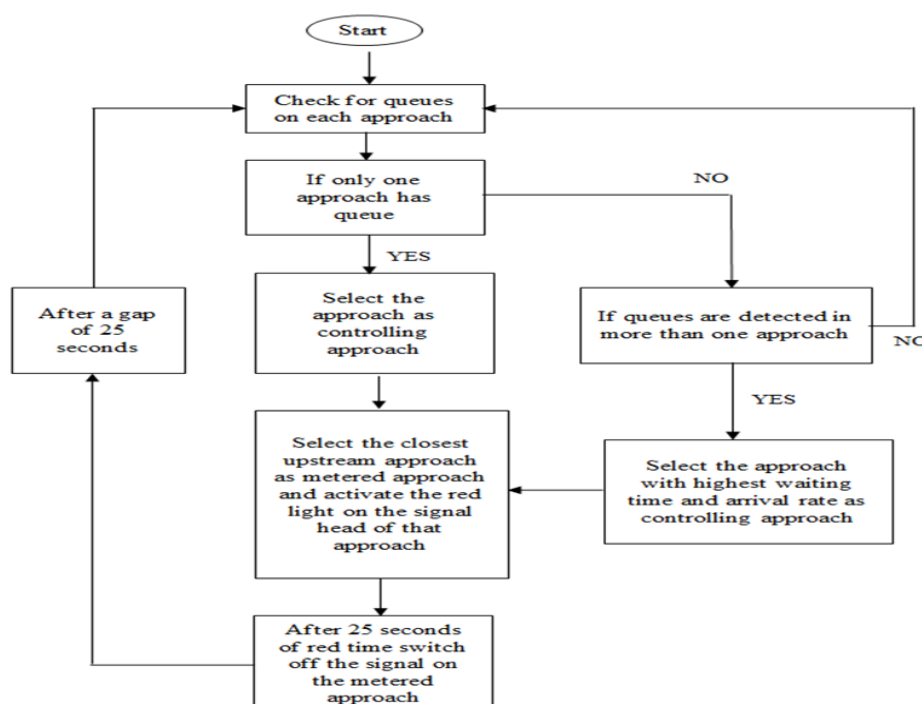 Start
Check for queues
on each approach
If only one
approach has
queue
NO
YES
Select the
approach as
controlling
approach
After a gap
of 25
seconds
If queues are detected in
more than one approach
NO
YES
Select the closest
upstream approach
as metered approach
and activate the red
light on the signal
head of that
approach
Select the approach
with highest waiting
time and arrival rate as
controlling approach
After 25 seconds
of red time switch
off the signal on
the metered
approach